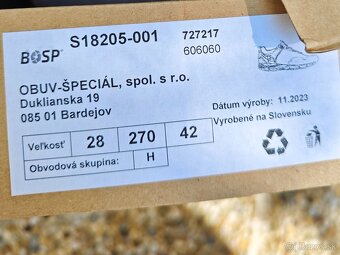 BOSP®
S18205-001
727217
606060
OBUV-ŠPECIÁL, spol. s r.o.
Duklianska 19
085 01 Bardejov
Dátum výroby: 11.2023
Vyrobené na Slovensku
Veľkosť 28 270 42
Obvodová skupina: H